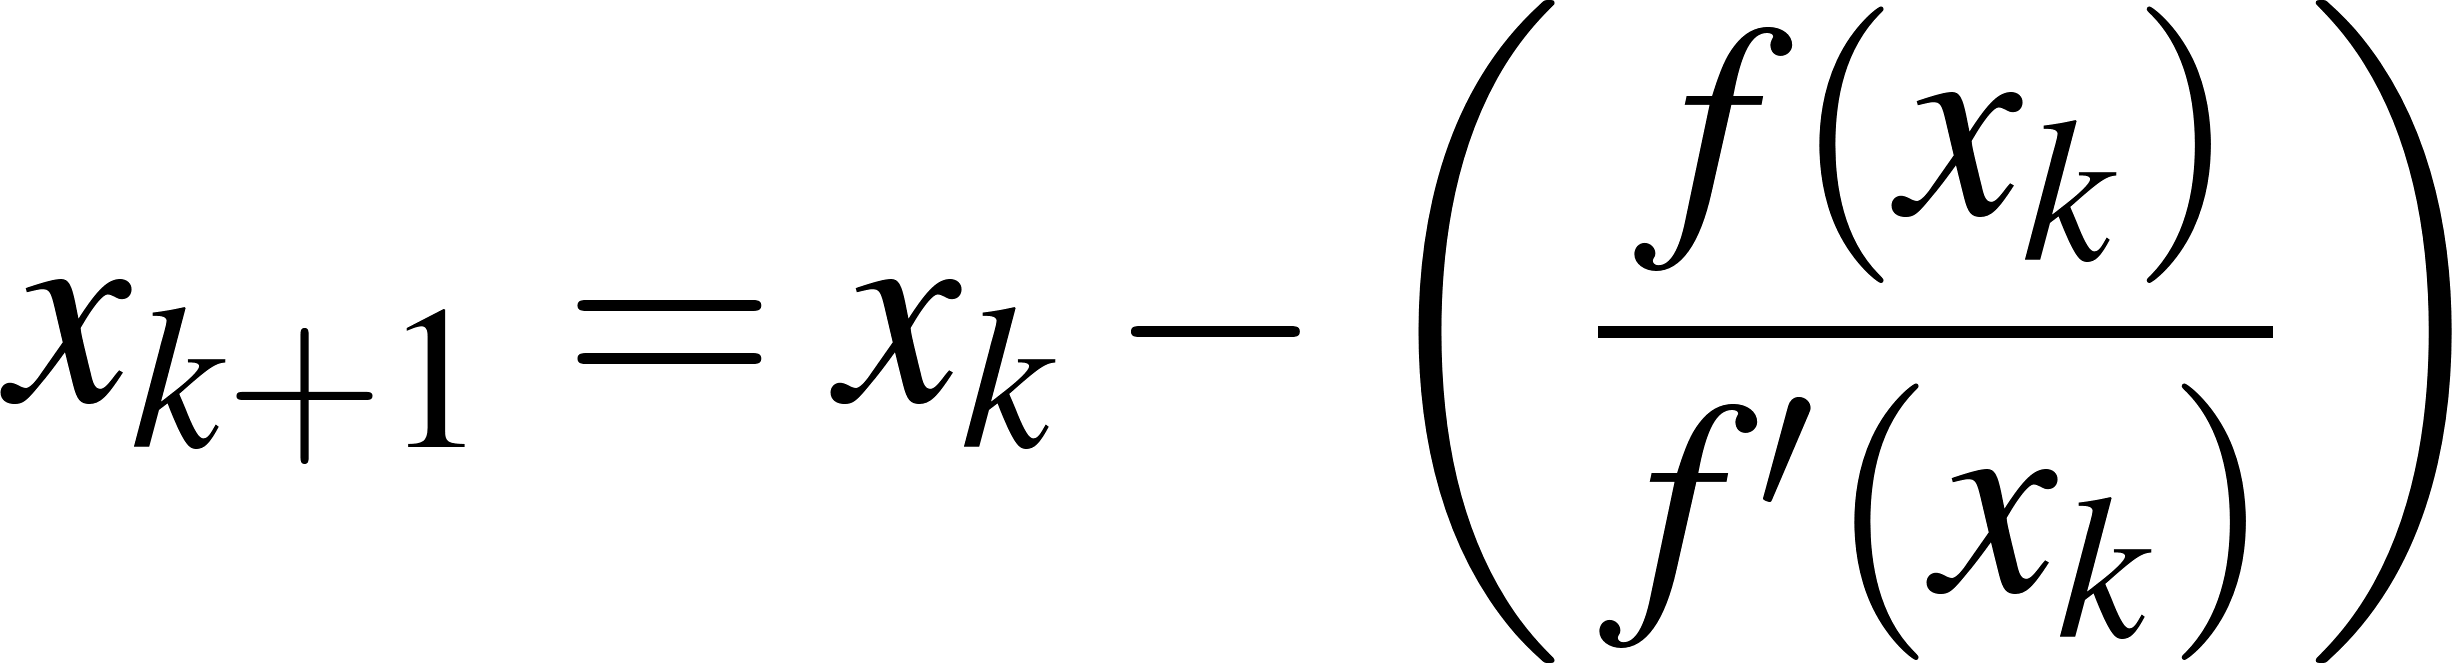 x_{k+1} = x_k − ( f(x_k) / f′(x_k) )